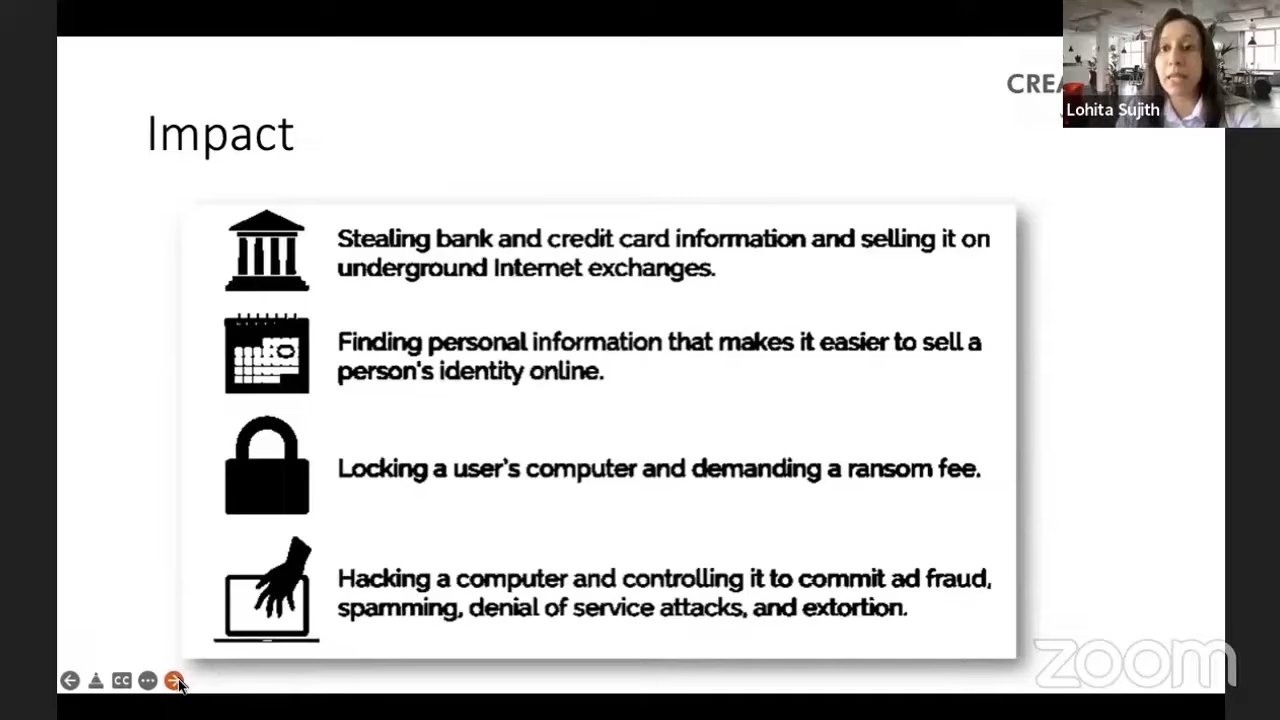 CREA
Lohita Sujith
Impact
Stealing bank and credit card information and selling it on
underground Internet exchanges.
Finding personal information that makes it easier to sell a
person's identity online.
Locking a user's computer and demanding a ransom fee.
Hacking a computer and controlling it to commit ad fraud,
spamming, denial of service attacks, and extortion.
CC
zoom